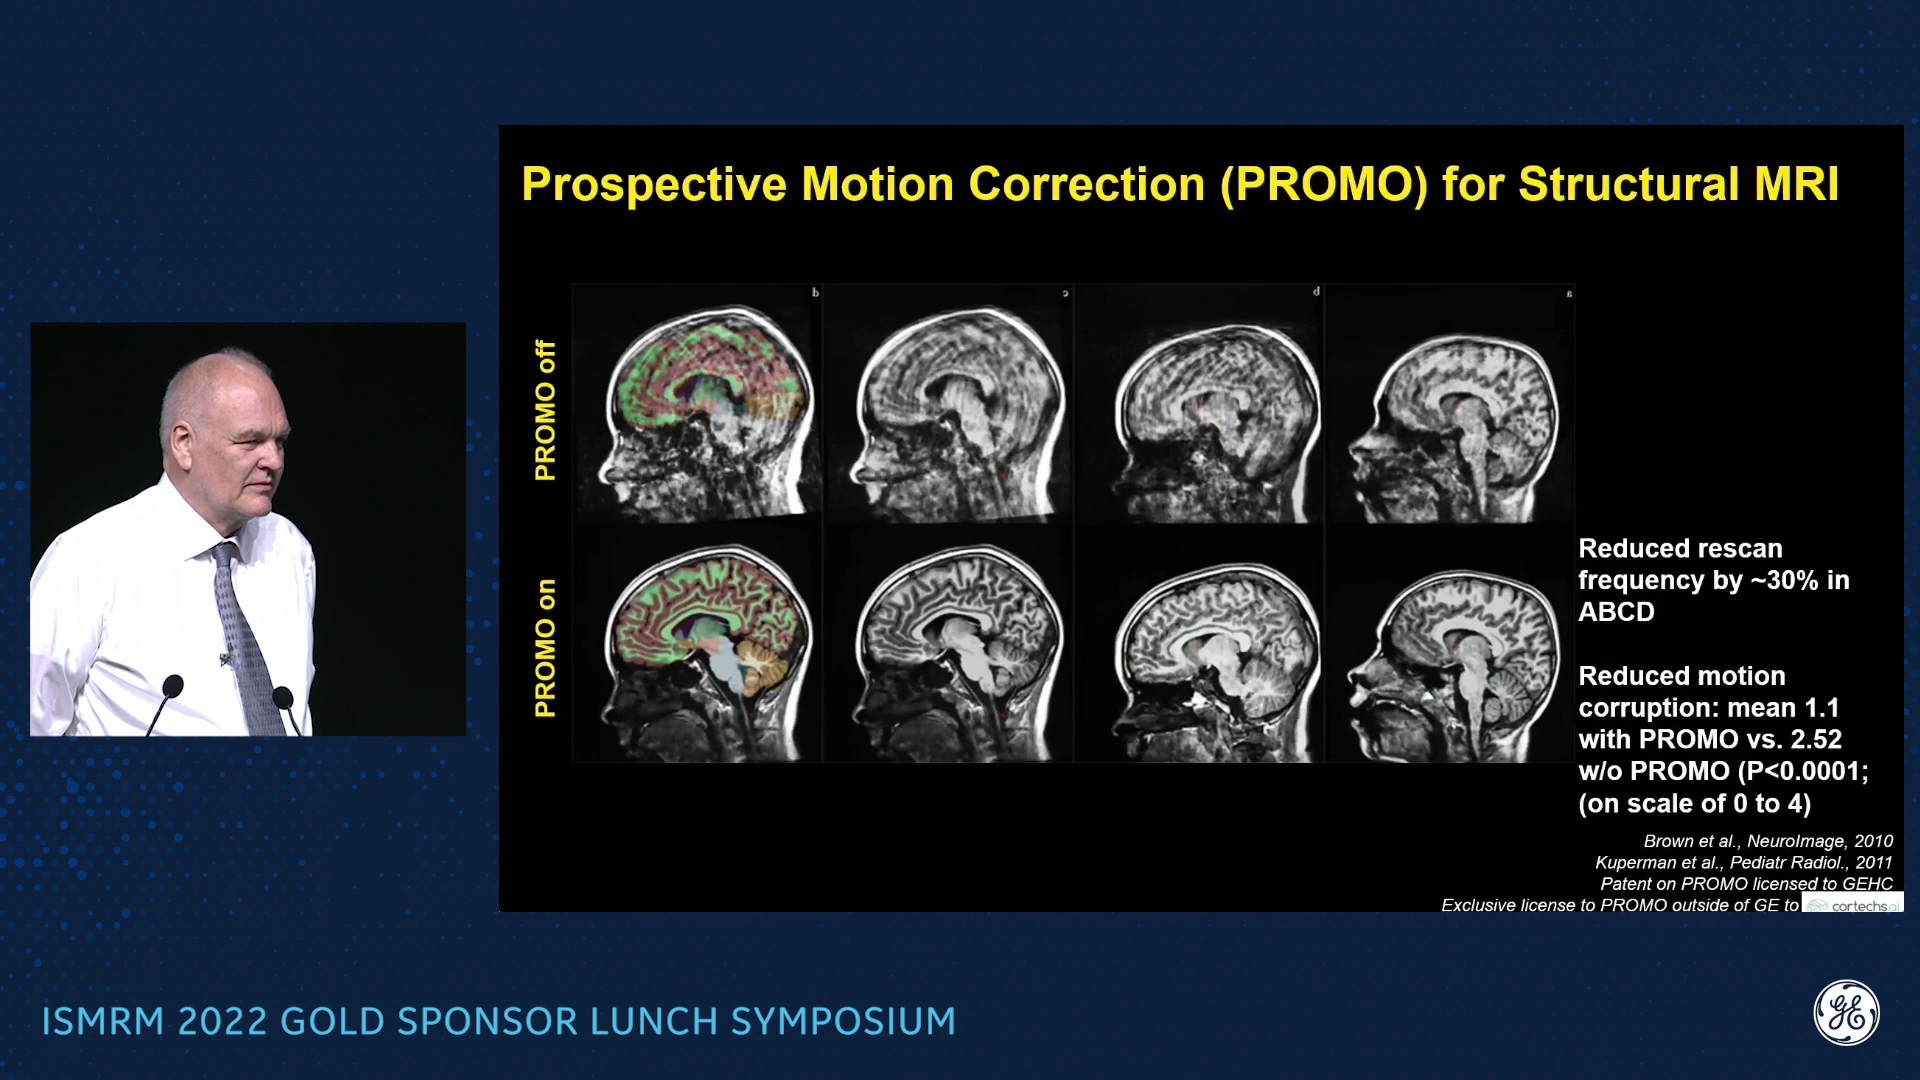 Prospective Motion Correction (PROMO) for Structural MRI
d
c
b
a
PROMO off
PROMO on
Reduced rescan
frequency by ~30% in
ABCD
Reduced motion
corruption: mean 1.1
with PROMO vs. 2.52
w/o PROMO (P<0.0001;
(on scale of 0 to 4)
Brown et al., NeuroImage, 2010
Kuperman et al., Pediatr Radiol., 2011
Patent on PROMO licensed to GEHC
Exclusive license to PROMO outside of GE to cortechs.ai
ISMRM 2022 GOLD SPONSOR LUNCH SYMPOSIUM
GE